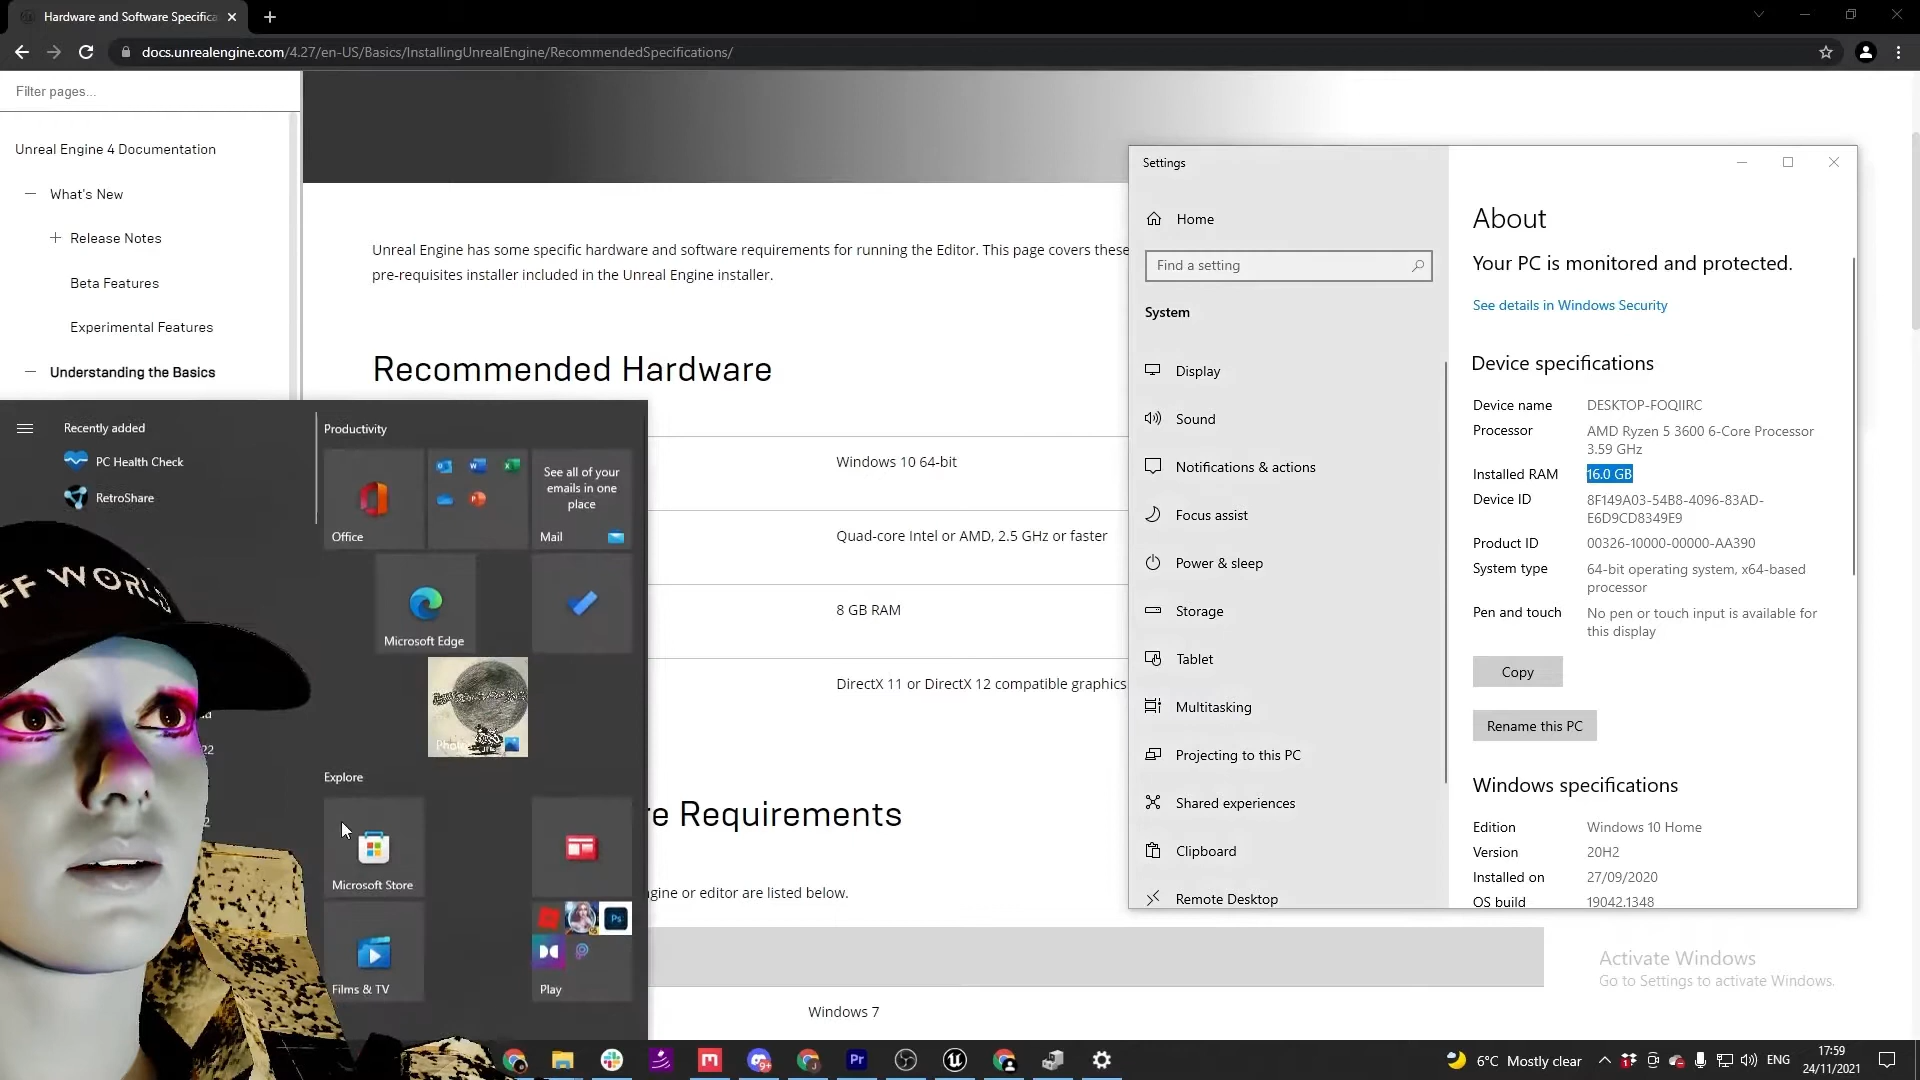 Hardware and Software Specifica
docs.unrealengine.com/4.27/en-US/Basics/InstallingUnrealEngine/RecommendedSpecifications/
Filter pages...
Unreal Engine 4 Documentation
What's New
Release Notes
Beta Features
Experimental Features
Understanding the Basics
Unreal Engine has some specific hardware and software requirements for running the Editor. This page covers these
pre-requisites installer included in the Unreal Engine installer.
Recommended Hardware
Windows 10 64-bit
Quad-core Intel or AMD, 2.5 GHz or faster
8 GB RAM
DirectX 11 or DirectX 12 compatible graphics
re Requirements
ngine or editor are listed below.
Windows 7
Recently added
PC Health Check
RetroShare
22
2
Productivity
Office
See all of your
emails in one
place
Mail
Microsoft Edge
Explore
Microsoft Store
Films & TV
Ps
Play
FF WORLD
Settings
Home
Find a setting
System
Display
Sound
Notifications & actions
Focus assist
Power & sleep
Storage
Tablet
Multitasking
Projecting to this PC
Shared experiences
Clipboard
Remote Desktop
About
Your PC is monitored and protected.
See details in Windows Security
Device specifications
Device name DESKTOP-FOQIIRC
Processor AMD Ryzen 5 3600 6-Core Processor
3.59 GHz
Installed RAM 16.0 GB
Device ID 8F149A03-54B8-4096-83AD-
E6D9CD8349E9
Product ID 00326-10000-00000-AA390
System type 64-bit operating system, x64-based
processor
Pen and touch No pen or touch input is available for
this display
Copy
Rename this PC
Windows specifications
Edition Windows 10 Home
Version 20H2
Installed on 27/09/2020
OS build 19042.1348
Activate Windows
Go to Settings to activate Windows.
9+
Pr
6°C Mostly clear
ENG
17:59
24/11/2021